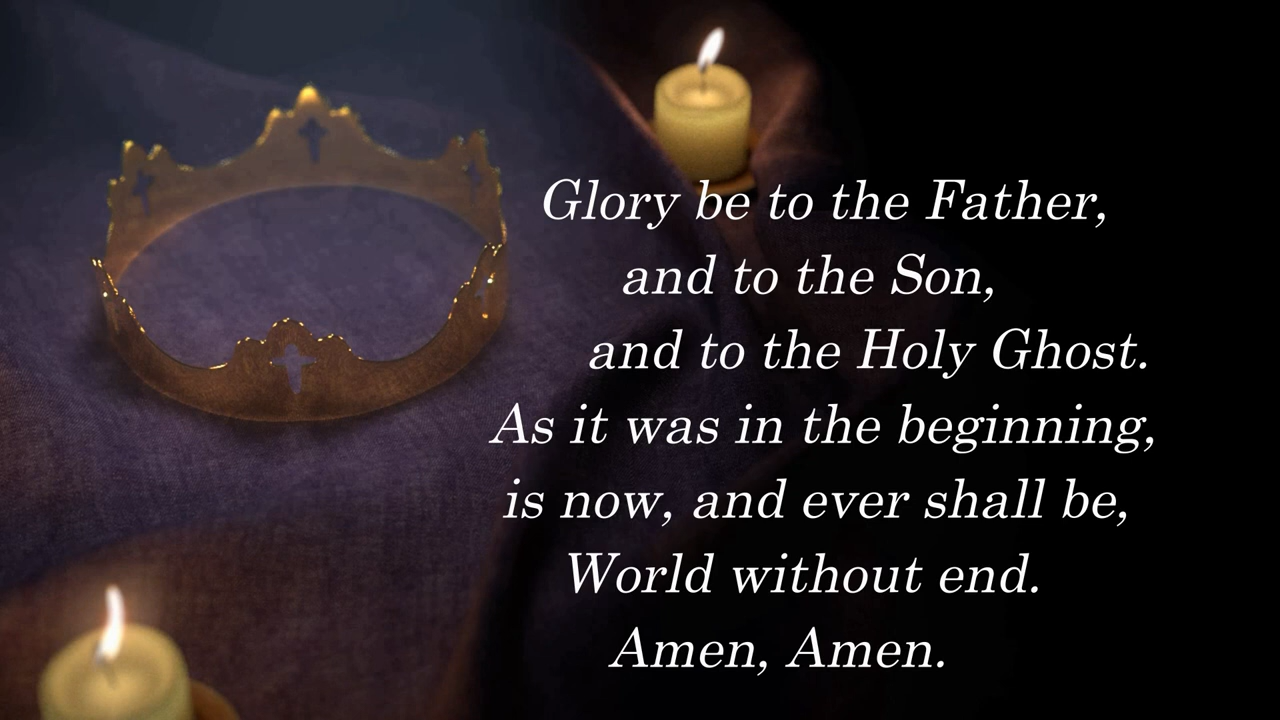 Glory be to the Father,
and to the Son,
and to the Holy Ghost.
As it was in the beginning,
is now, and ever shall be,
World without end.
Amen, Amen.